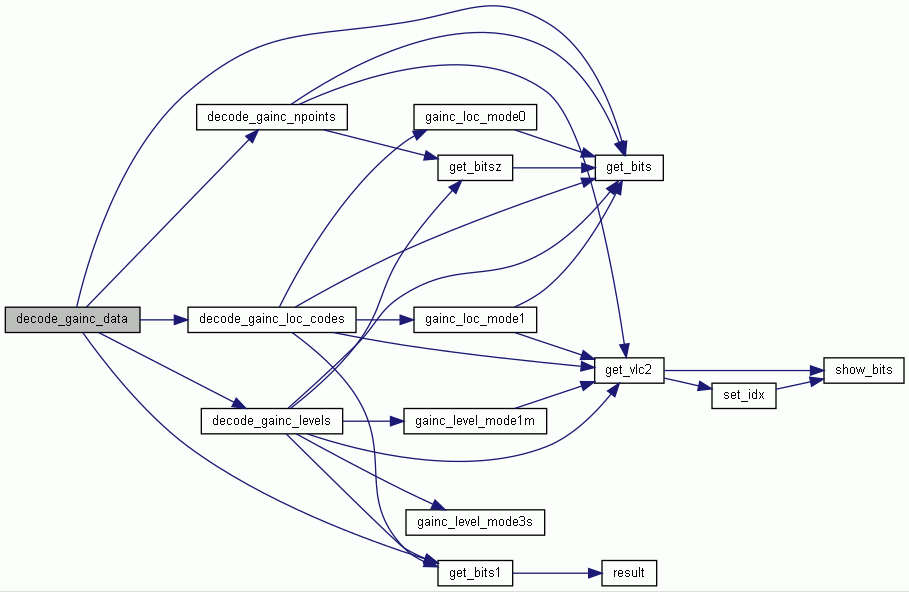 decode_gainc_npoints
gainc_loc_mode0
get_bitsz
get_bits
decode_gainc_data
decode_gainc_loc_codes
gainc_loc_mode1
get_vlc2
show_bits
set_idx
decode_gainc_levels
gainc_level_mode1m
gainc_level_mode3s
get_bits1
result